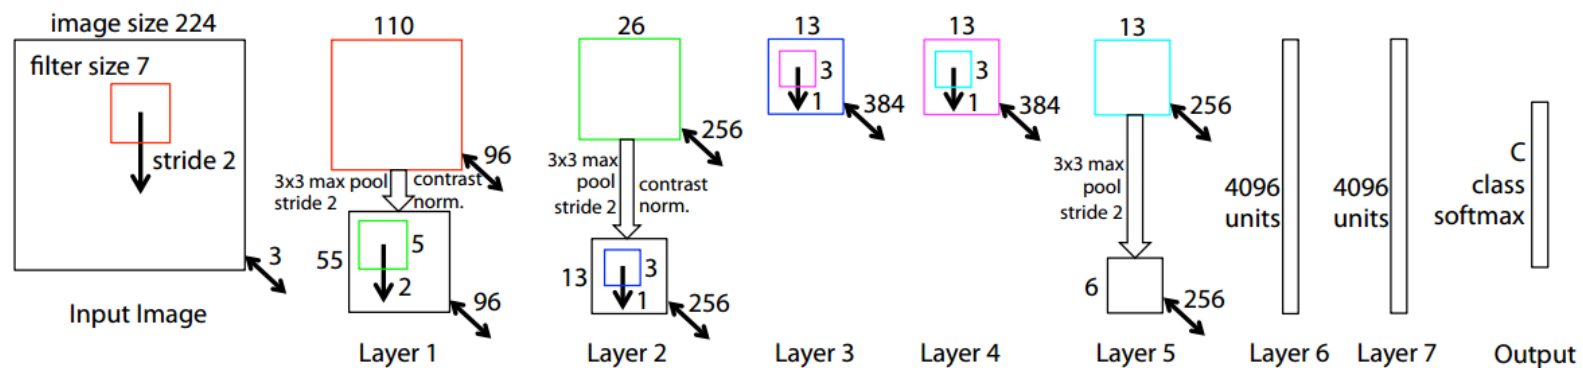 image size 224
filter size 7
stride 2
3
Input Image
110
96
3x3 max pool
stride 2
contrast
norm.
55
5
2
96
Layer 1
26
256
3x3 max
pool
stride 2
contrast
norm.
13
3
1
256
Layer 2
13
3
1
384
Layer 3
13
3
1
384
Layer 4
13
256
3x3 max
pool
stride 2
6
256
Layer 5
4096
units
Layer 6
4096
units
Layer 7
C
class
softmax
Output